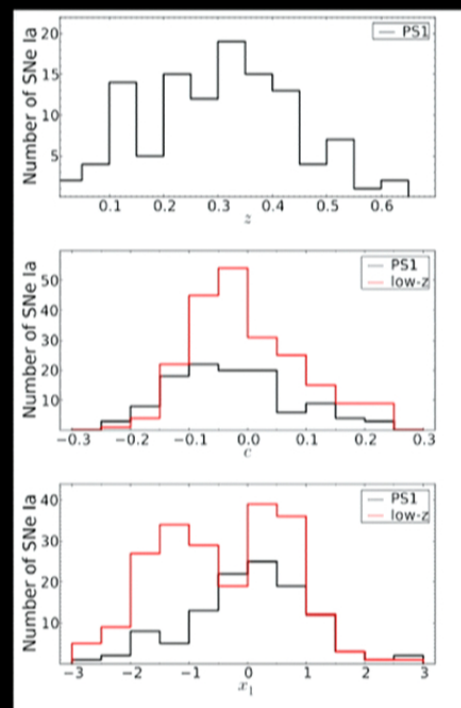 Number of SNe Ia
20
15
10
5
PS1
0.1 0.2 0.3 0.4 0.5 0.6
z
Number of SNe Ia
50
40
30
20
10
PS1
low-z
−0.3 −0.2 −0.1 0.0 0.1 0.2 0.3
c
Number of SNe Ia
40
30
20
10
PS1
low-z
−3 −2 −1 0 1 2 3
x₁